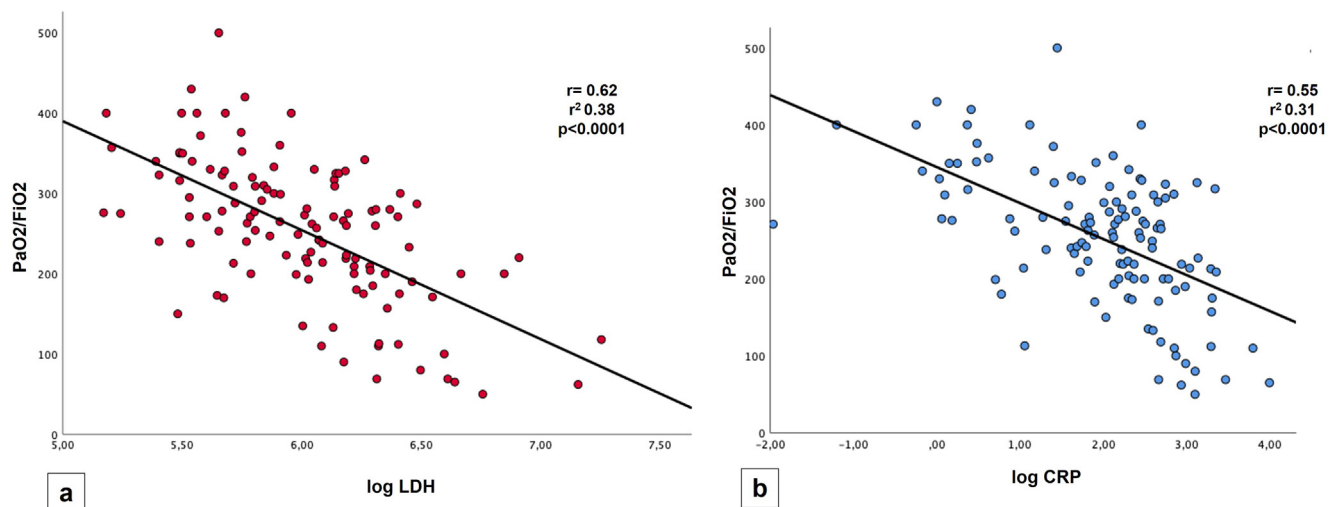 500
400
300
200
100
0
PaO2/FiO2
r= 0.62
r² 0.38
p<0.0001
5,00 5,50 6,00 6,50 7,00 7,50
log LDH
a
500
400
300
200
100
0
PaO2/FiO2
r= 0.55
r² 0.31
p<0.0001
-2,00 -1,00 ,00 1,00 2,00 3,00 4,00
log CRP
b